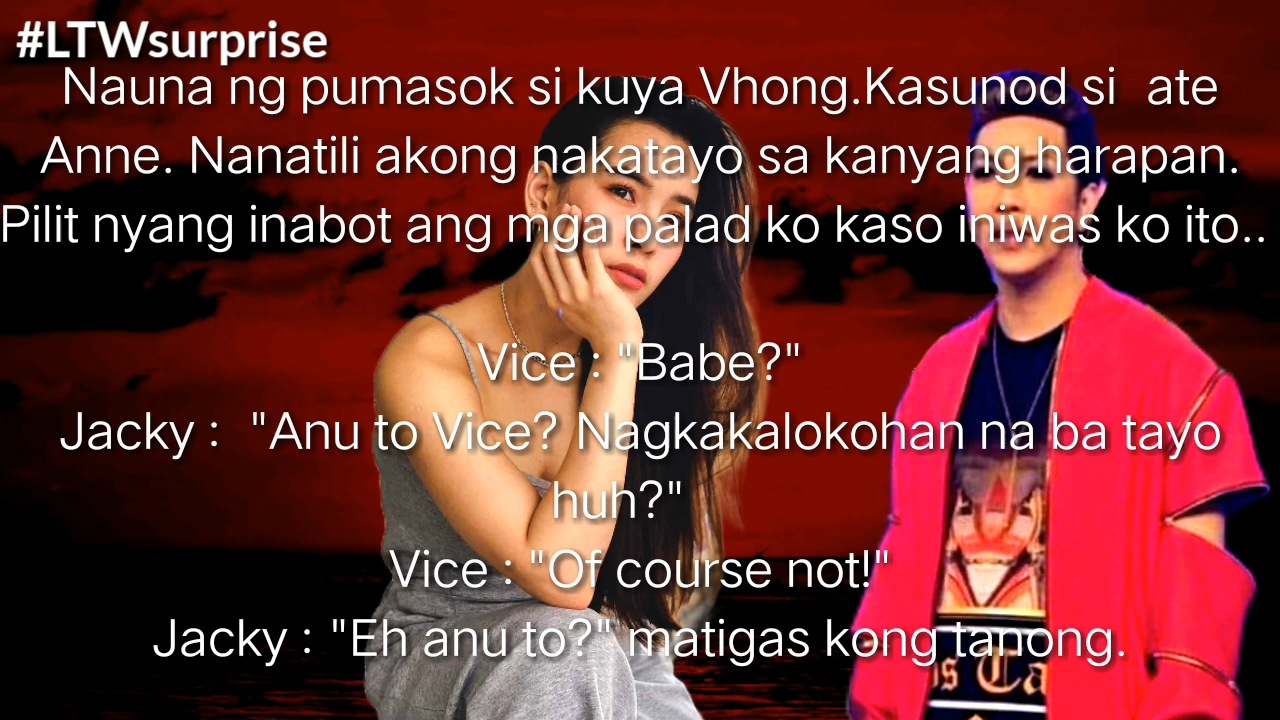 #LTWsurprise
Nauna ng pumasok si kuya Vhong.Kasunod si ate
Anne. Nanatili akong nakatayo sa kanyang harapan.
Pilit nyang inabot ang mga palad ko kaso iniwas ko ito..
Vice : "Babe?"
Jacky : "Anu to Vice? Nagkakalokohan na ba tayo
huh?"
Vice : "Of course not!"
Jacky : "Eh anu to?" matigas kong tanong.